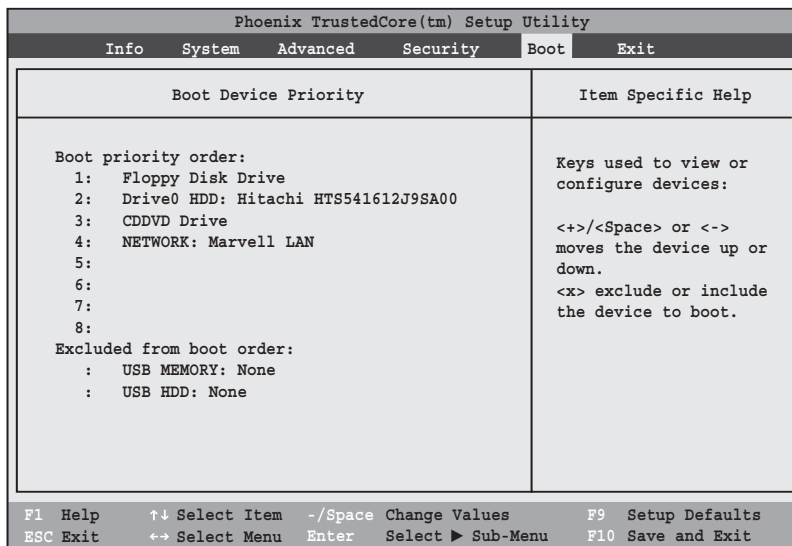 Phoenix TrustedCore(tm) Setup Utility
Info System Advanced Security Boot Exit
Boot Device Priority
Item Specific Help
Boot priority order:
1: Floppy Disk Drive
2: Drive0 HDD: Hitachi HTS541612J9SA00
3: CDDVD Drive
4: NETWORK: Marvell LAN
5:
6:
7:
8:
Excluded from boot order:
: USB MEMORY: None
: USB HDD: None
Keys used to view or
configure devices:
<+>/<Space> or <->
moves the device up or
down.
<x> exclude or include
the device to boot.
F1 Help ↑↓ Select Item -/Space Change Values F9 Setup Defaults
ESC Exit ←→ Select Menu Enter Select ▶ Sub-Menu F10 Save and Exit